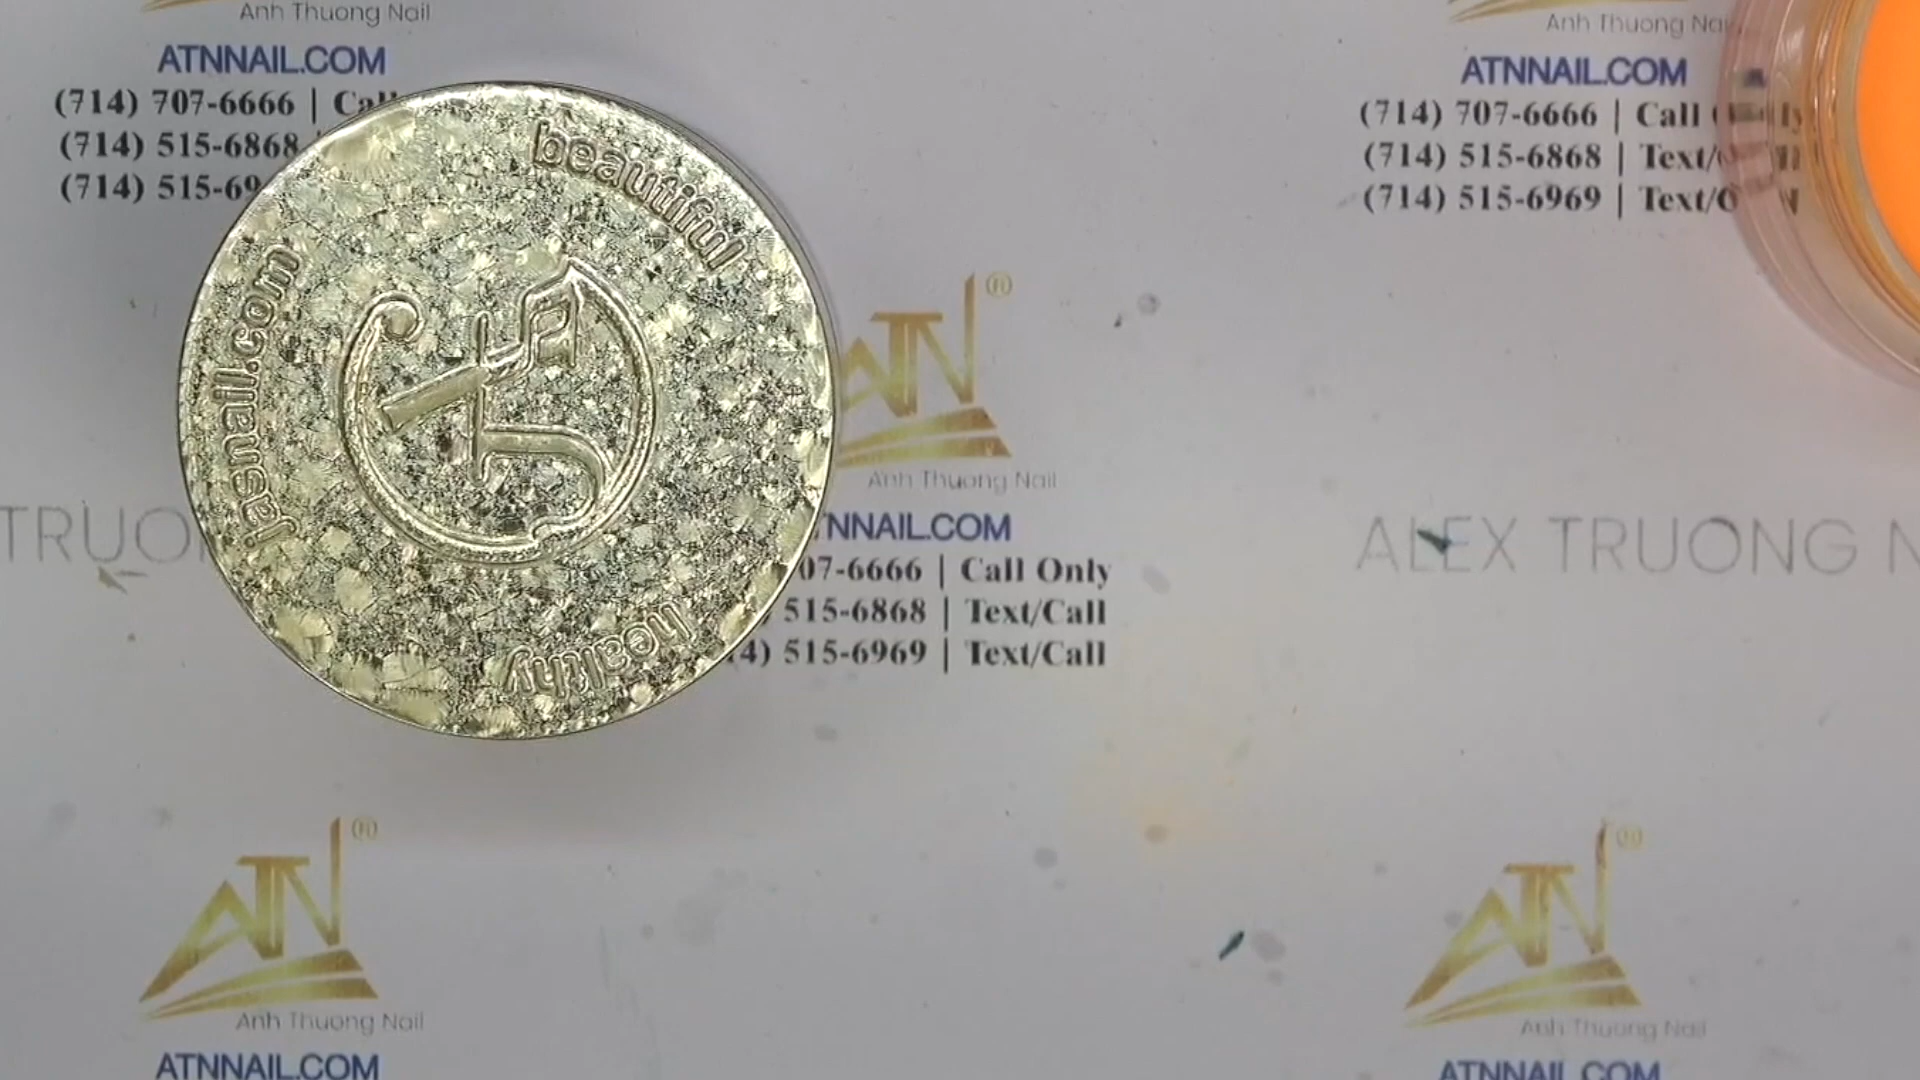 Anh Thuong Nail
ATNNAIL.COM
(714) 707-6666 | Call
(714) 515-6868
(714) 515-69
Anh Thuong Nail
ATNNAIL.COM
(714) 707-6666 | Call Only
(714) 515-6868 | Text/
(714) 515-6969 | Text/
beautiful
jasnail.com
healthy
ATN®
Anh Thuong Nail
TNNAIL.COM
07-6666 | Call Only
515-6868 | Text/Call
4) 515-6969 | Text/Call
TRUO
ALEX TRUONG N
ATN®
Anh Thuong Nail
ATNNAIL.COM
ATN®
Anh Thuong Nail
ATNNAIL.COM